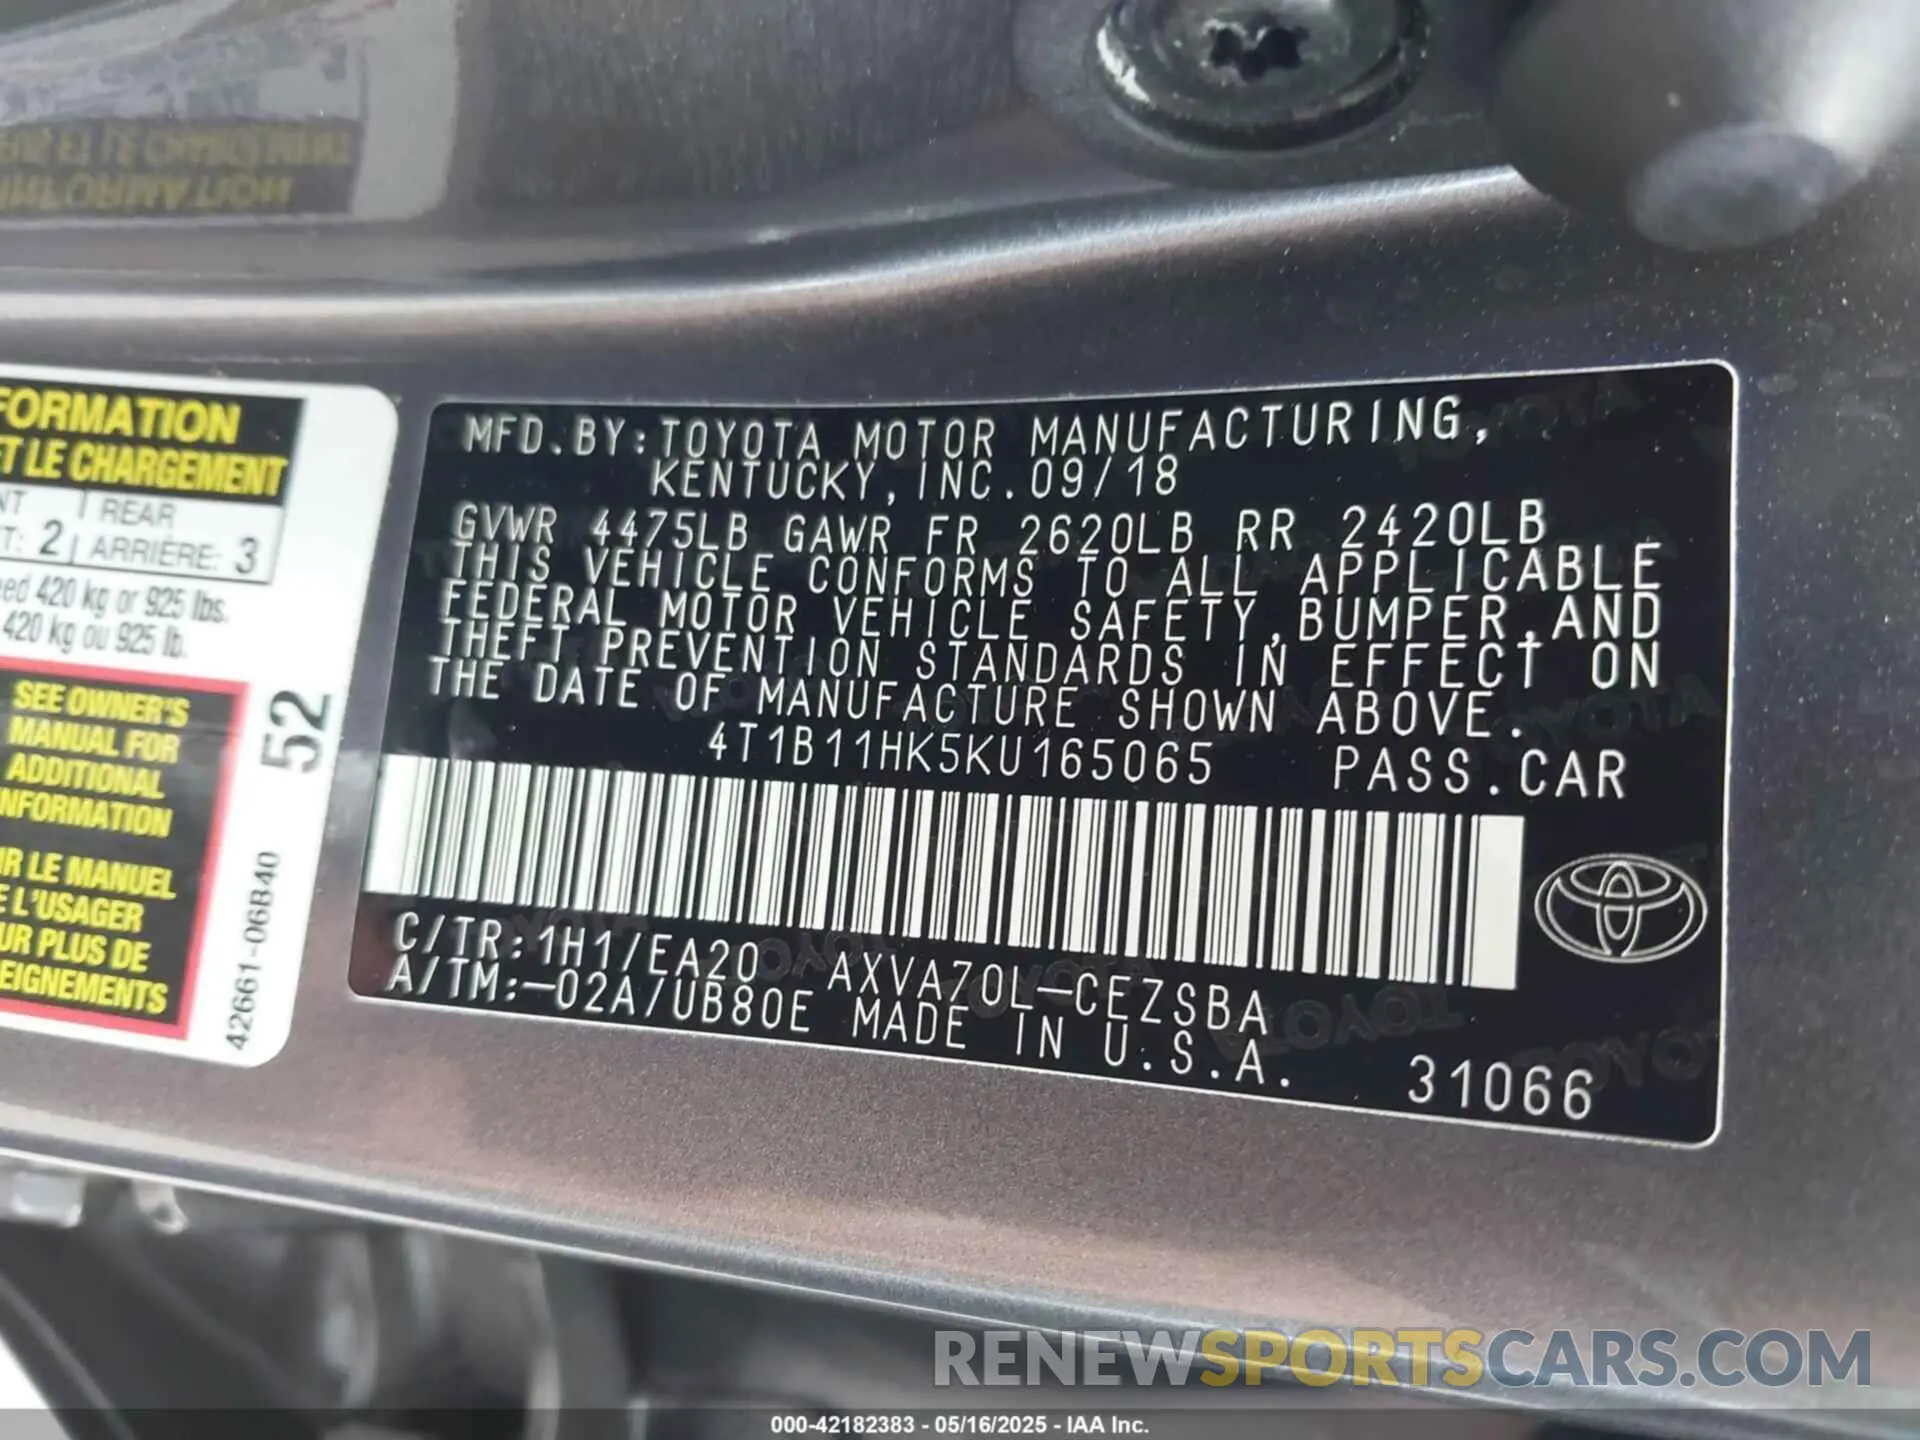 FORMATION
ET LE CHARGEMENT
REAR
2 ARRIÈRE: 3
420 kg or 925 lbs.
420 kg ou 925 lb.
SEE OWNER'S
MANUAL FOR
ADDITIONAL
INFORMATION
LE MANUEL
L'USAGER
PLUS DE
EIGNEMENTS
52
42661-06B40
MFD.BY:TOYOTA MOTOR MANUFACTURING,
KENTUCKY,INC.09/18
GVWR 4475LB GAWR FR 2620LB RR 2420LB
THIS VEHICLE CONFORMS TO ALL APPLICABLE
FEDERAL MOTOR VEHICLE SAFETY,BUMPER,AND
THEFT PREVENTION STANDARDS IN EFFECT ON
THE DATE OF MANUFACTURE SHOWN ABOVE.
4T1B11HK5KU165065 PASS.CAR
C/TR:1H1/EA20 AXVA70L-CEZSBA
A/TM:-02A/UB80E MADE IN U.S.A.
31066
RENEWSPORTSCARS.COM
000-42182383 - 05/16/2025 - IAA Inc.